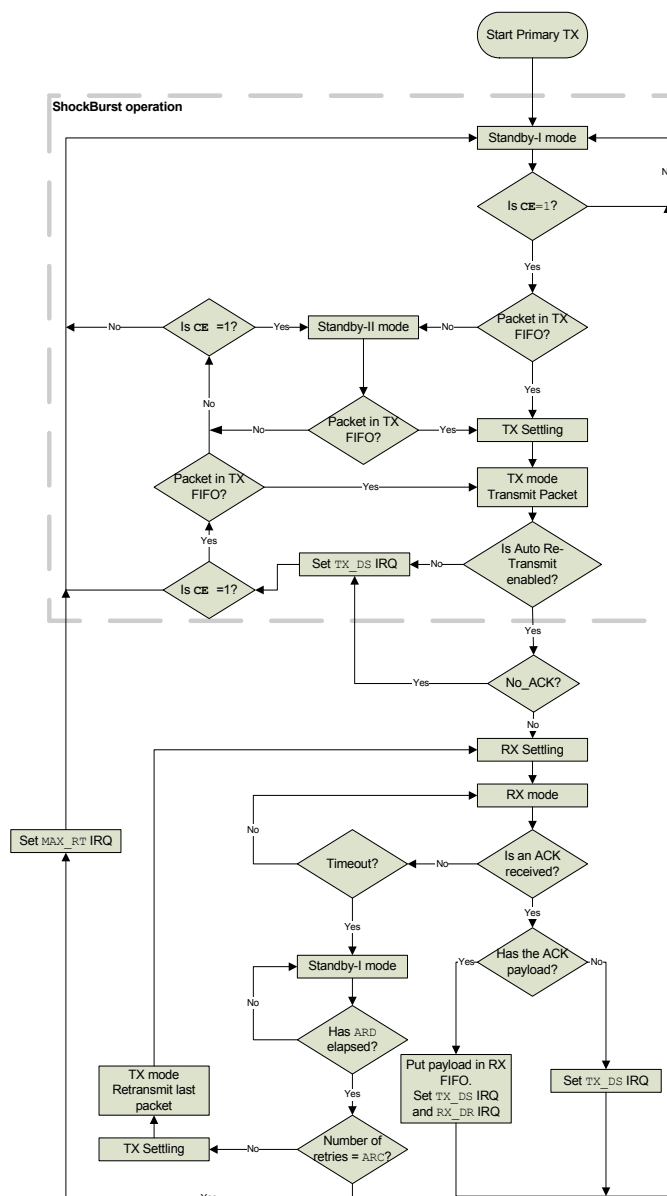 Start Primary TX
ShockBurst operation
Standby-I mode
Is CE=1?
Yes
Is CE =1?
No
Yes
Standby-II mode
No
Packet in TX
FIFO?
Yes
No
No
Packet in TX
FIFO?
Yes
TX Settling
Packet in TX
FIFO?
Yes
TX mode
Transmit Packet
Yes
Is CE =1?
Set TX_DS IRQ
No
Is Auto Re-
Transmit
enabled?
Yes
Yes
No_ACK?
No
RX Settling
RX mode
No
Set MAX_RT IRQ
Timeout?
No
Is an ACK
received?
Yes
Yes
Standby-I mode
Yes
Has the ACK
payload?
No
No
Has ARD
elapsed?
Put payload in RX
FIFO.
Set TX_DS IRQ
and RX_DR IRQ
Set TX_DS IRQ
TX mode
Retransmit last
packet
Yes
TX Settling
No
Number of
retries = ARC?
Yes